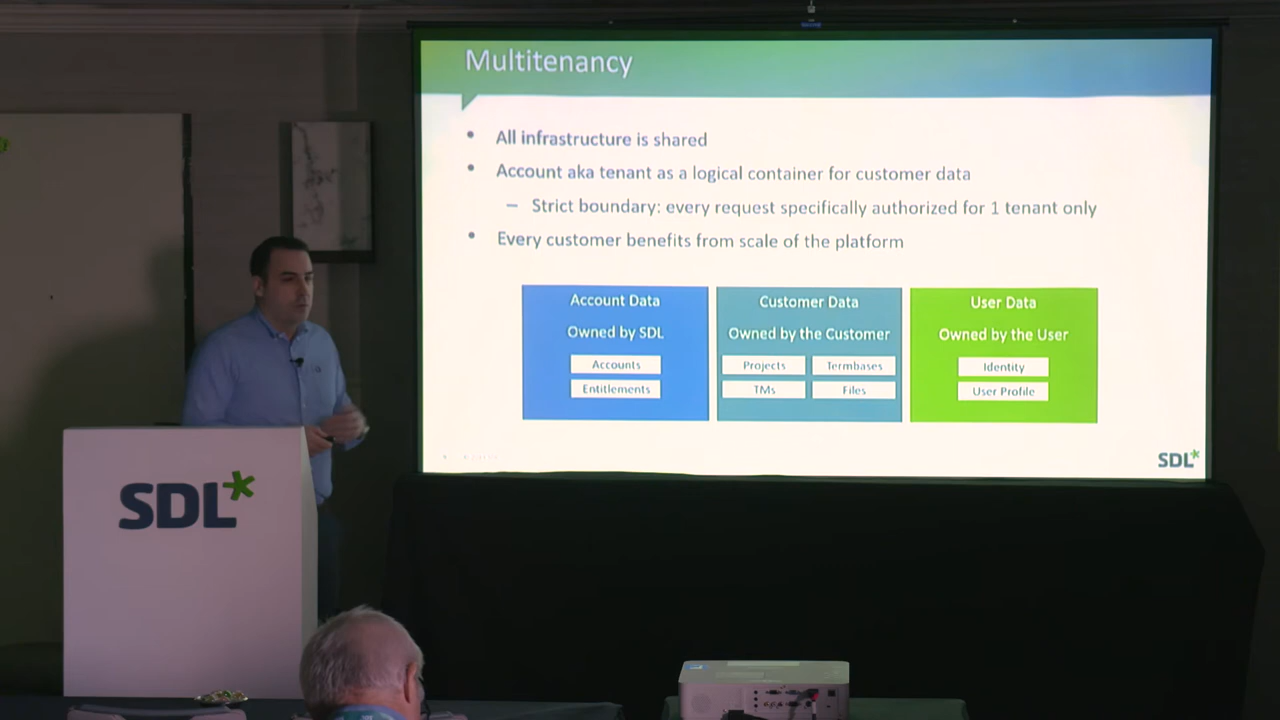 Multitenancy
• All infrastructure is shared
• Account aka tenant as a logical container for customer data
– Strict boundary: every request specifically authorized for 1 tenant only
• Every customer benefits from scale of the platform
Account Data
Owned by SDL
Accounts
Entitlements
Customer Data
Owned by the Customer
Projects Termbases
TMs Files
User Data
Owned by the User
Identity
User Profile
SDL*
SDL*